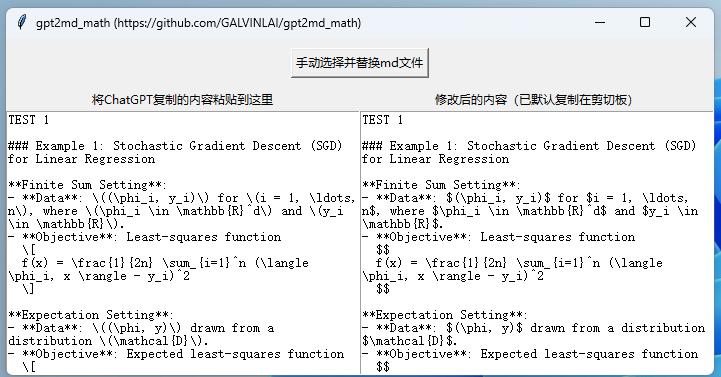 gpt2md_math (https://github.com/GALVINLAI/gpt2md_math)
手动选择并替换md文件
将ChatGPT复制的内容粘贴到这里
修改后的内容（已默认复制在剪切板）
TEST 1
### Example 1: Stochastic Gradient Descent (SGD)
for Linear Regression
**Finite Sum Setting**:
- **Data**: \((\phi_i, y_i)\) for \(i = 1, \ldots,
n\), where \(\phi_i \in \mathbb{R}^d\) and \(y_i
\in \mathbb{R}\).
- **Objective**: Least-squares function
\[
f(x) = \frac{1}{2n} \sum_{i=1}^n (\langle
\phi_i, x \rangle - y_i)^2
\]
**Expectation Setting**:
- **Data**: \((\phi, y)\) drawn from a
distribution \(\mathcal{D}\).
- **Objective**: Expected least-squares function
\[
TEST 1
### Example 1: Stochastic Gradient Descent (SGD)
for Linear Regression
**Finite Sum Setting**:
- **Data**: $(\phi_i, y_i)$ for $i = 1, \ldots,
n$, where $\phi_i \in \mathbb{R}^d$ and $y_i \in
\mathbb{R}$.
- **Objective**: Least-squares function
$$
f(x) = \frac{1}{2n} \sum_{i=1}^n (\langle
\phi_i, x \rangle - y_i)^2
$$
**Expectation Setting**:
- **Data**: $(\phi, y)$ drawn from a distribution
$\mathcal{D}$.
- **Objective**: Expected least-squares function
$$